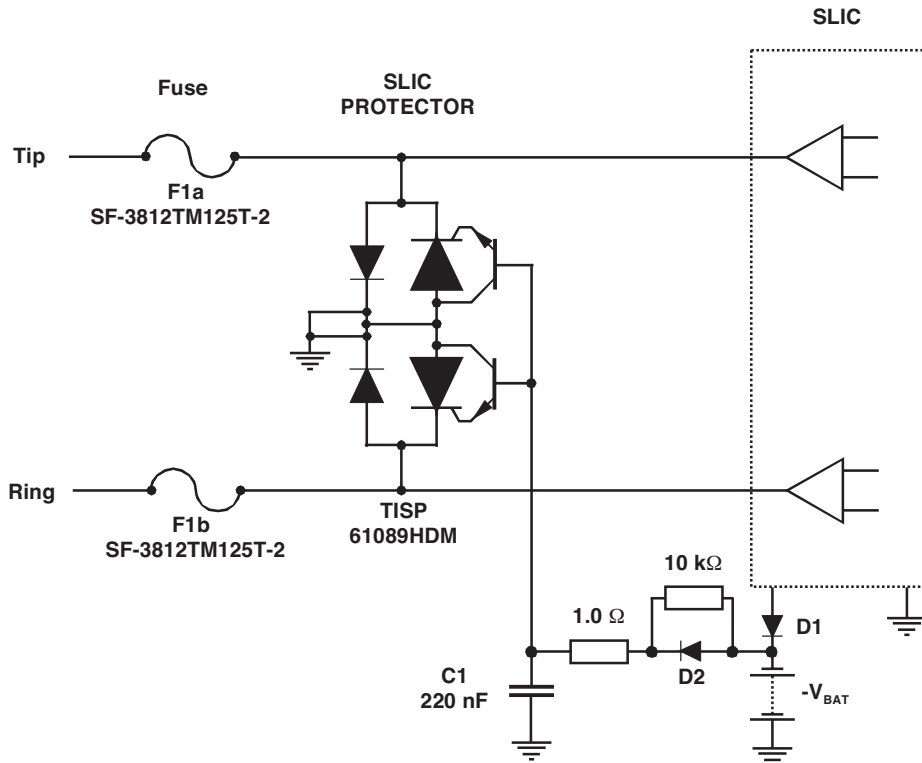 SLIC
Fuse
SLIC
PROTECTOR
Tip
F1a
SF-3812TM125T-2
Ring
F1b
SF-3812TM125T-2
TISP
61089HDM
10 kΩ
1.0 Ω
D1
D2
C1
220 nF
-VBAT